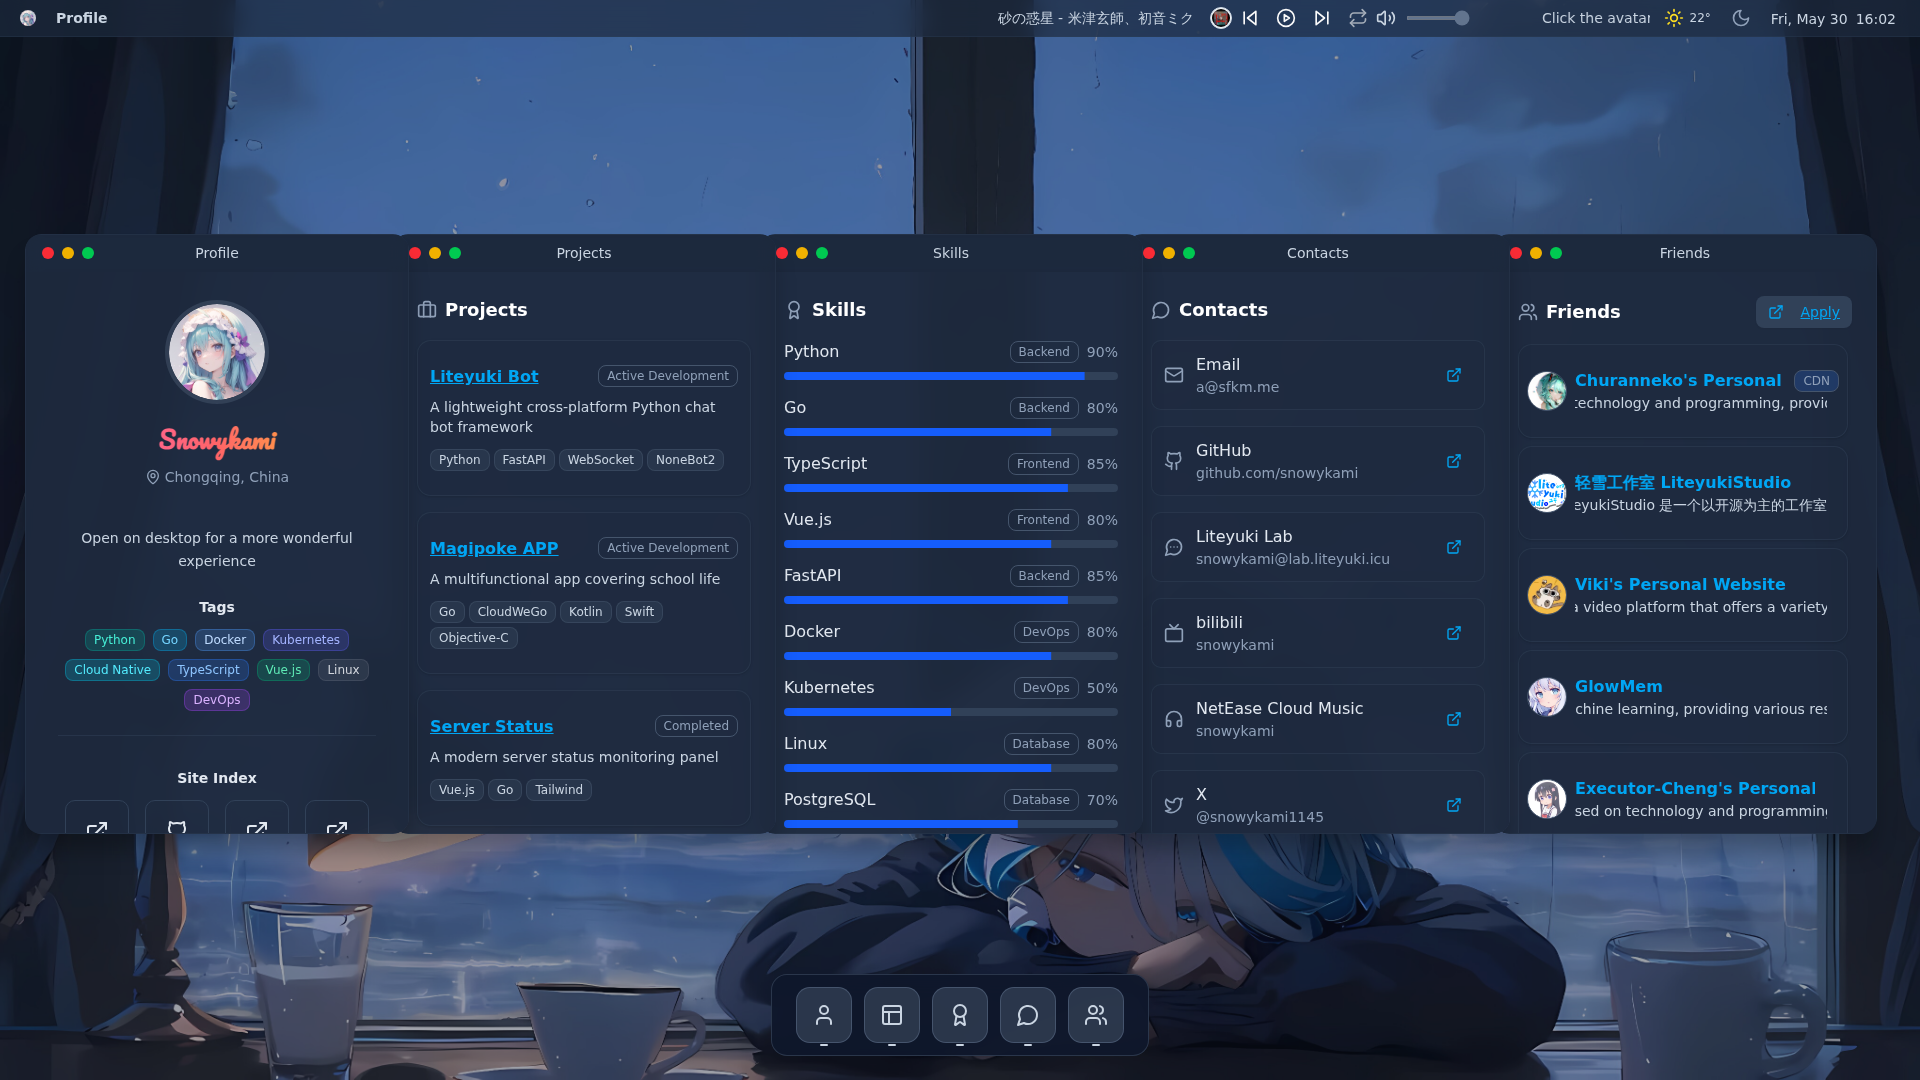 Profile
砂の惑星 - 米津玄師、初音ミク
Click the avatar
22°
Fri, May 30 16:02
Profile
Snowykami
Chongqing, China
Open on desktop for a more wonderful
experience
Tags
Python Go Docker Kubernetes
Cloud Native TypeScript Vue.js Linux
DevOps
Site Index
Projects
Projects
Liteyuki Bot Active Development
A lightweight cross-platform Python chat
bot framework
Python FastAPI WebSocket NoneBot2
Magipoke APP Active Development
A multifunctional app covering school life
Go CloudWeGo Kotlin Swift
Objective-C
Server Status Completed
A modern server status monitoring panel
Vue.js Go Tailwind
Skills
Skills
Python Backend 90%
Go Backend 80%
TypeScript Frontend 85%
Vue.js Frontend 80%
FastAPI Backend 85%
Docker DevOps 80%
Kubernetes DevOps 50%
Linux Database 80%
PostgreSQL Database 70%
Contacts
Contacts
Email
a@sfkm.me
GitHub
github.com/snowykami
Liteyuki Lab
snowykami@lab.liteyuki.icu
bilibili
snowykami
NetEase Cloud Music
snowykami
X
@snowykami1145
Friends
Friends Apply
Churanneko's Personal CDN
technology and programming, provi
轻雪工作室 LiteyukiStudio
eyukiStudio 是一个以开源为主的工作室
Viki's Personal Website
a video platform that offers a variety
GlowMem
chine learning, providing various res
Executor-Cheng's Personal
sed on technology and programming